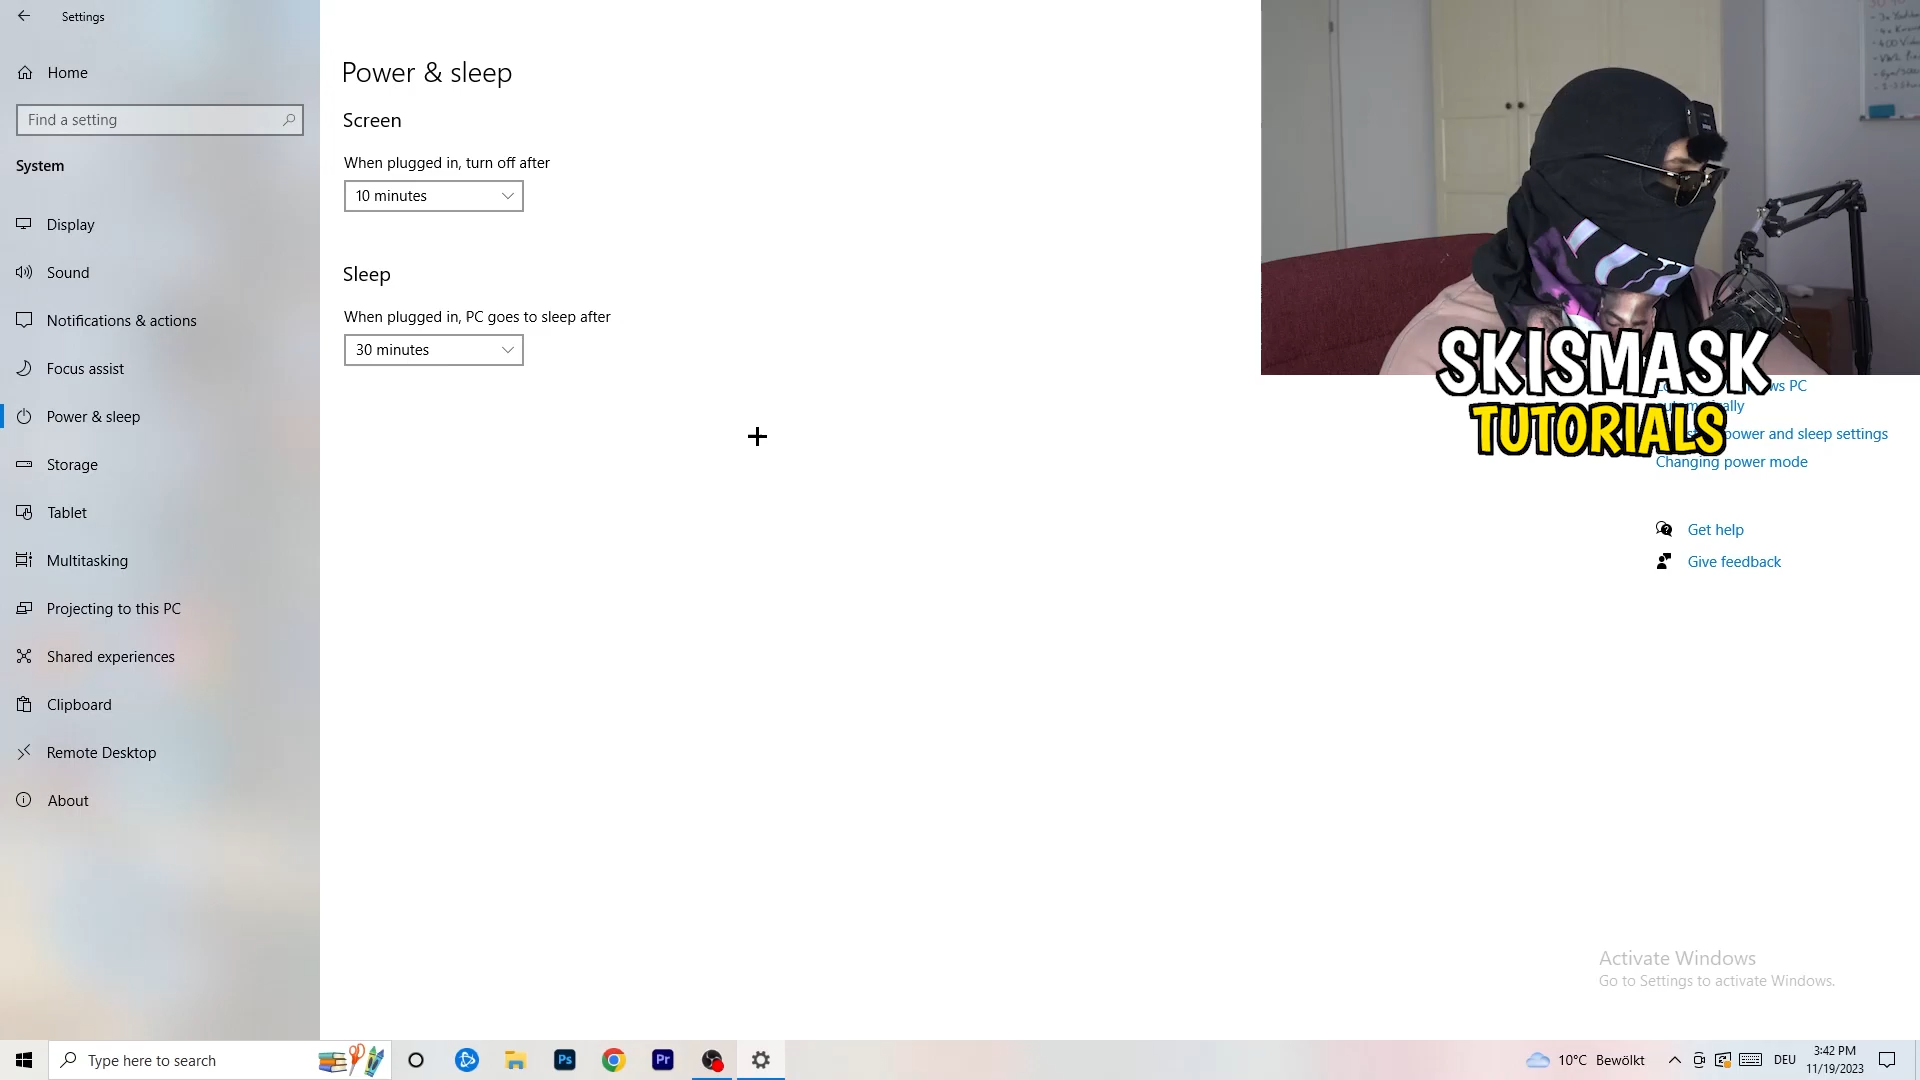 Settings
Home
Find a setting
System
Display
Sound
Notifications & actions
Focus assist
Power & sleep
Storage
Tablet
Multitasking
Projecting to this PC
Shared experiences
Clipboard
Remote Desktop
About
Power & sleep
Screen
When plugged in, turn off after
10 minutes
Sleep
When plugged in, PC goes to sleep after
30 minutes
SKISMASK
TUTORIALS
PC
power and sleep settings
Changing power mode
Get help
Give feedback
Activate Windows
Go to Settings to activate Windows.
Type here to search
Ps
Pr
10°C Bewölkt
DEU
3:42 PM
11/19/2023